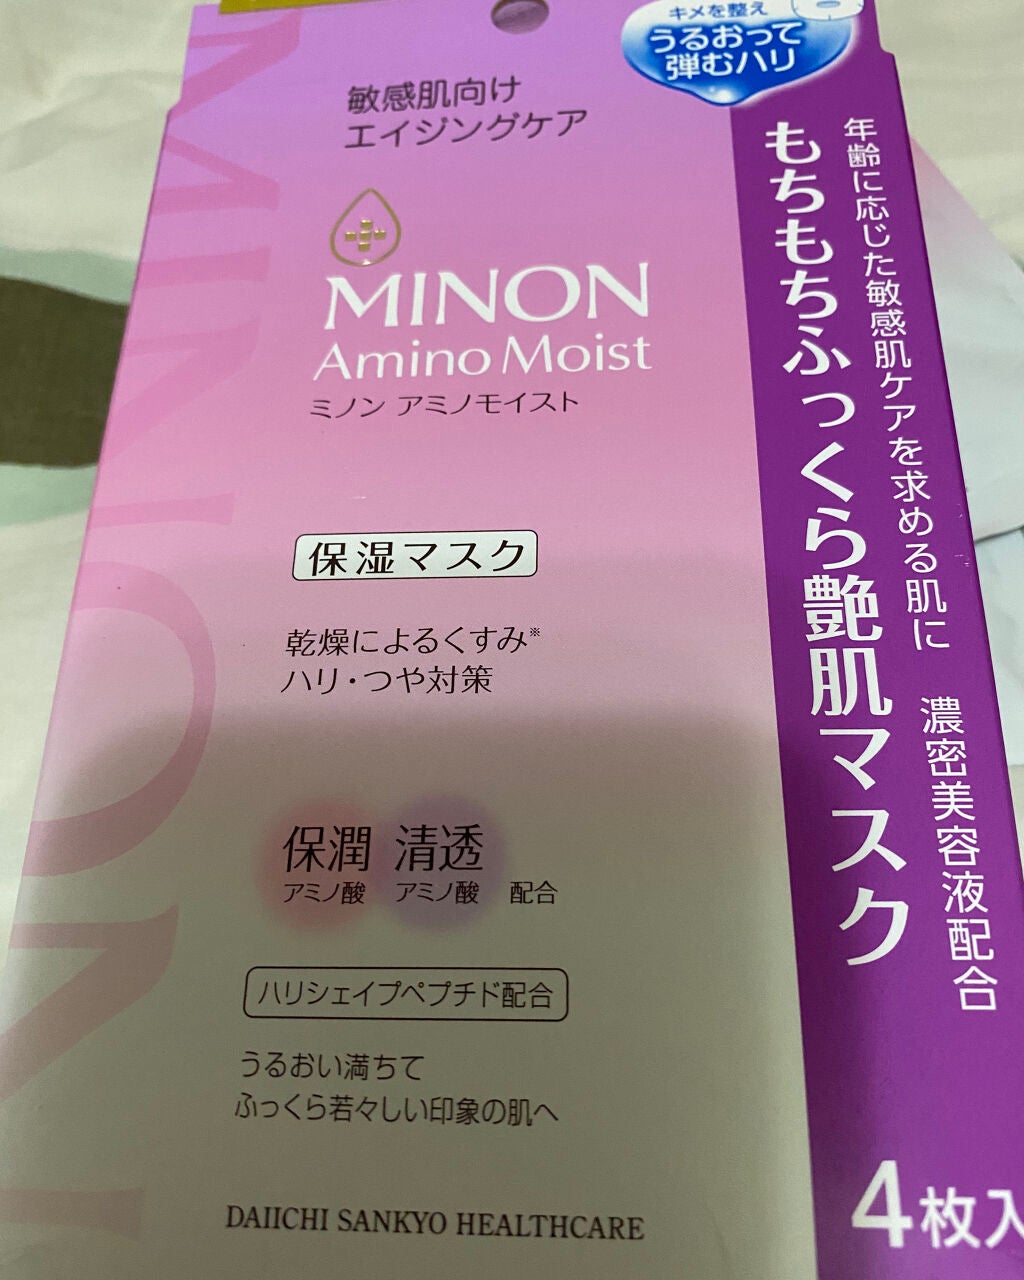 キメを整え
うるおって
弾むハリ
敏感肌向け
エイジングケア
MINON
Amino Moist
ミノン アミノモイスト
保湿マスク
乾燥によるくすみ※
ハリ・つや対策
保潤 清透
アミノ酸 アミノ酸 配合
ハリシェイプペプチド配合
うるおい満ちて
ふっくら若々しい印象の肌へ
DAIICHI SANKYO HEALTHCARE
年齢に応じた敏感肌ケアを求める肌に 濃密美容液配合
もちもちふっくら艶肌マスク
4枚入
MINON